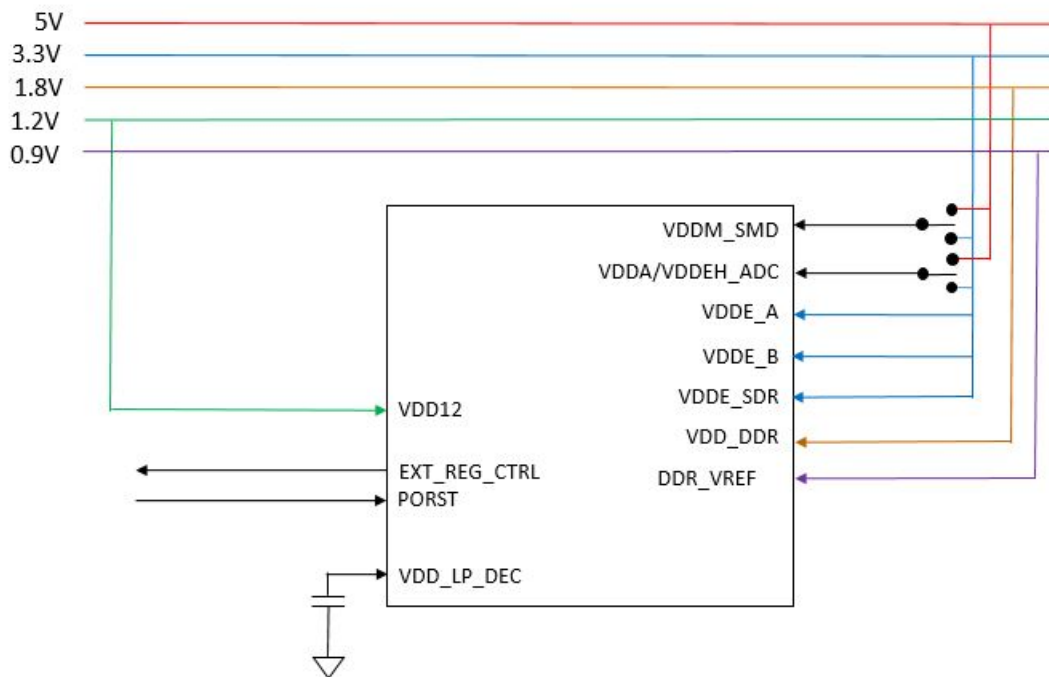 5V
3.3V
1.8V
1.2V
0.9V
VDDM_SMD
VDDA/VDDEH_ADC
VDDE_A
VDDE_B
VDDE_SDR
VDD12
VDD_DDR
EXT_REG_CTRL
DDR_VREF
PORST
VDD_LP_DEC